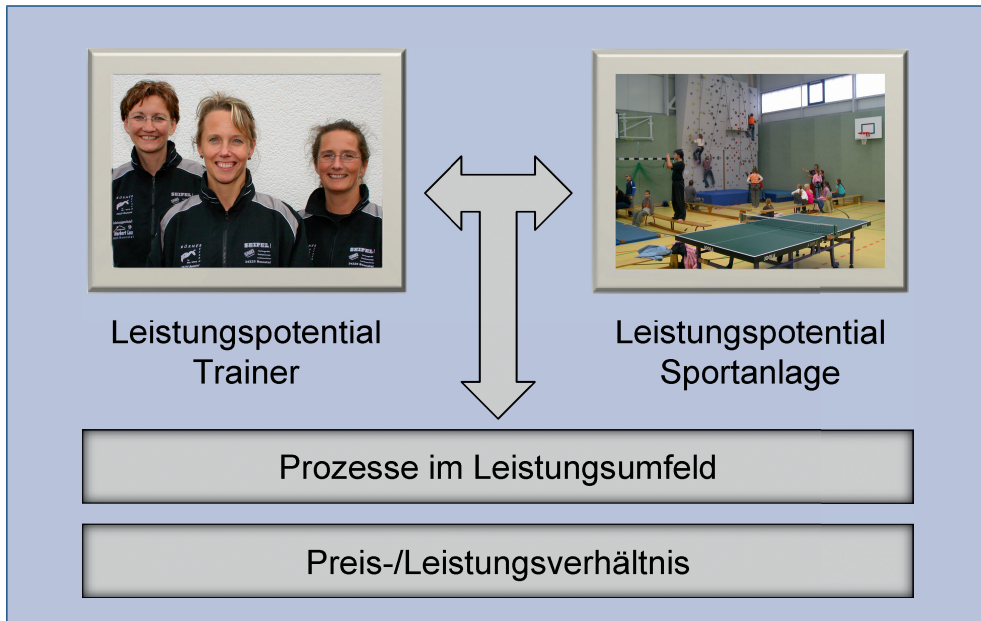 Leistungspotential
Trainer
Leistungspotential
Sportanlage
Prozesse im Leistungsumfeld
Preis-/Leistungsverhältnis